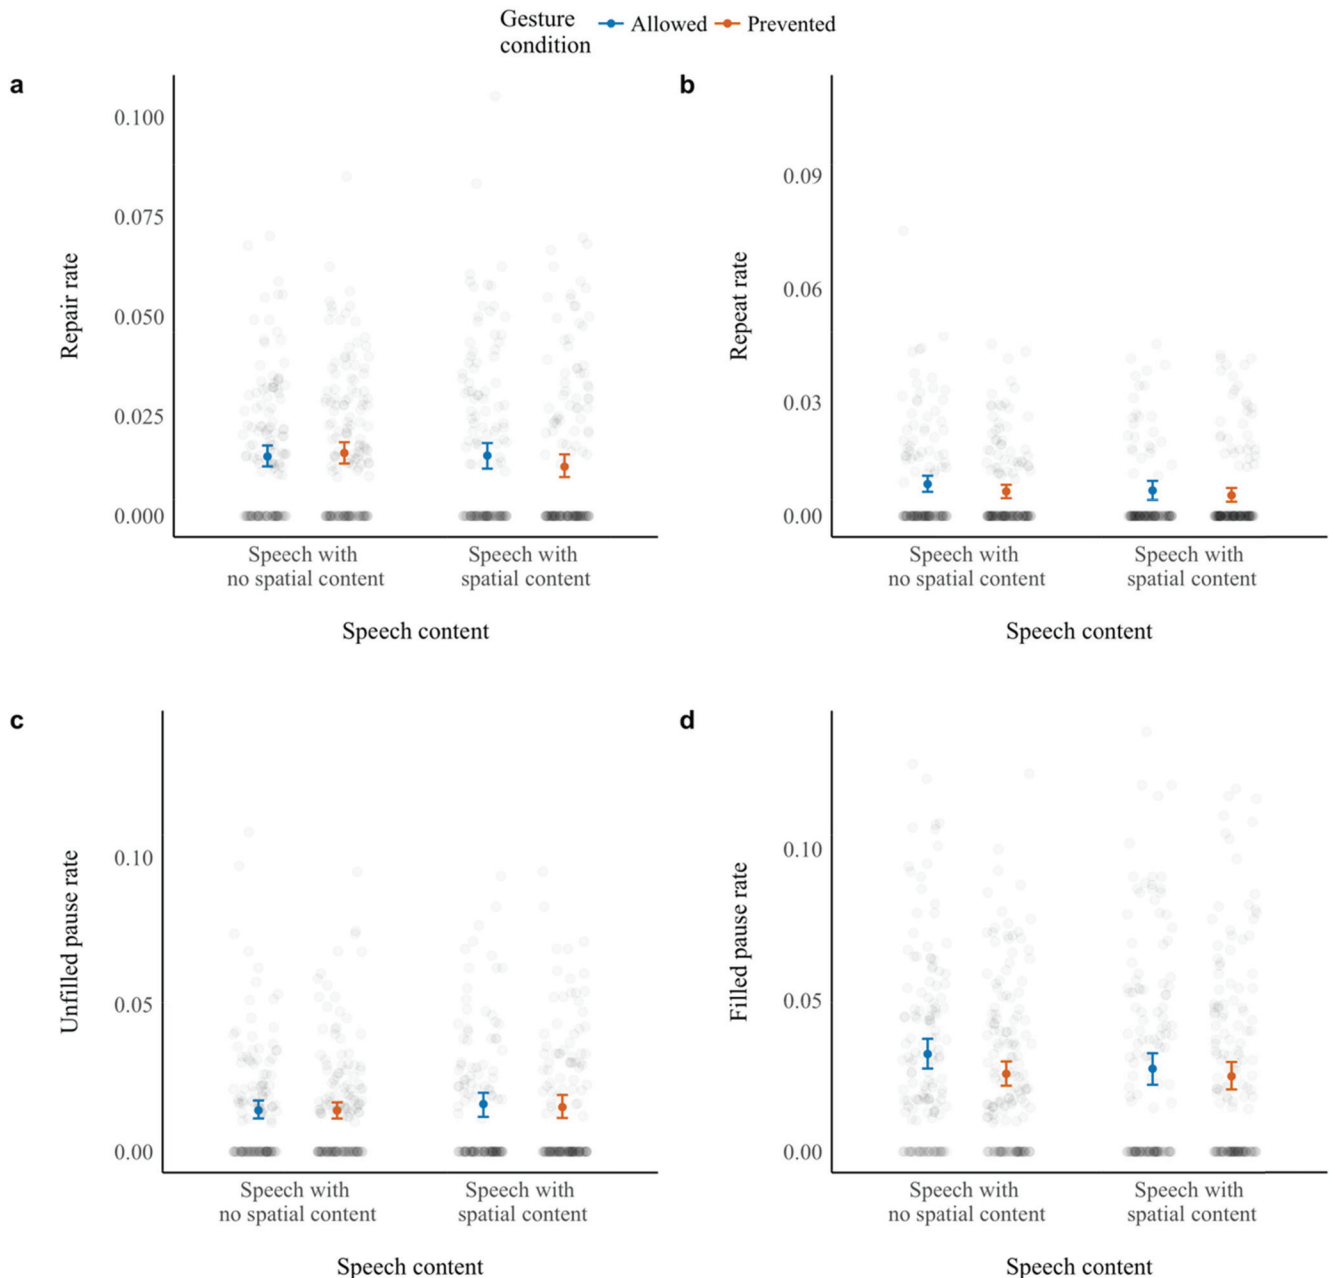 Gesture
condition
Allowed
Prevented
a
0.100
0.075
0.050
0.025
0.000
Repair rate
Speech with
no spatial content
Speech with
spatial content
Speech content
b
0.09
0.06
0.03
0.00
Repeat rate
Speech with
no spatial content
Speech with
spatial content
Speech content
c
0.10
0.05
0.00
Unfilled pause rate
Speech with
no spatial content
Speech with
spatial content
Speech content
d
0.10
0.05
0.00
Filled pause rate
Speech with
no spatial content
Speech with
spatial content
Speech content